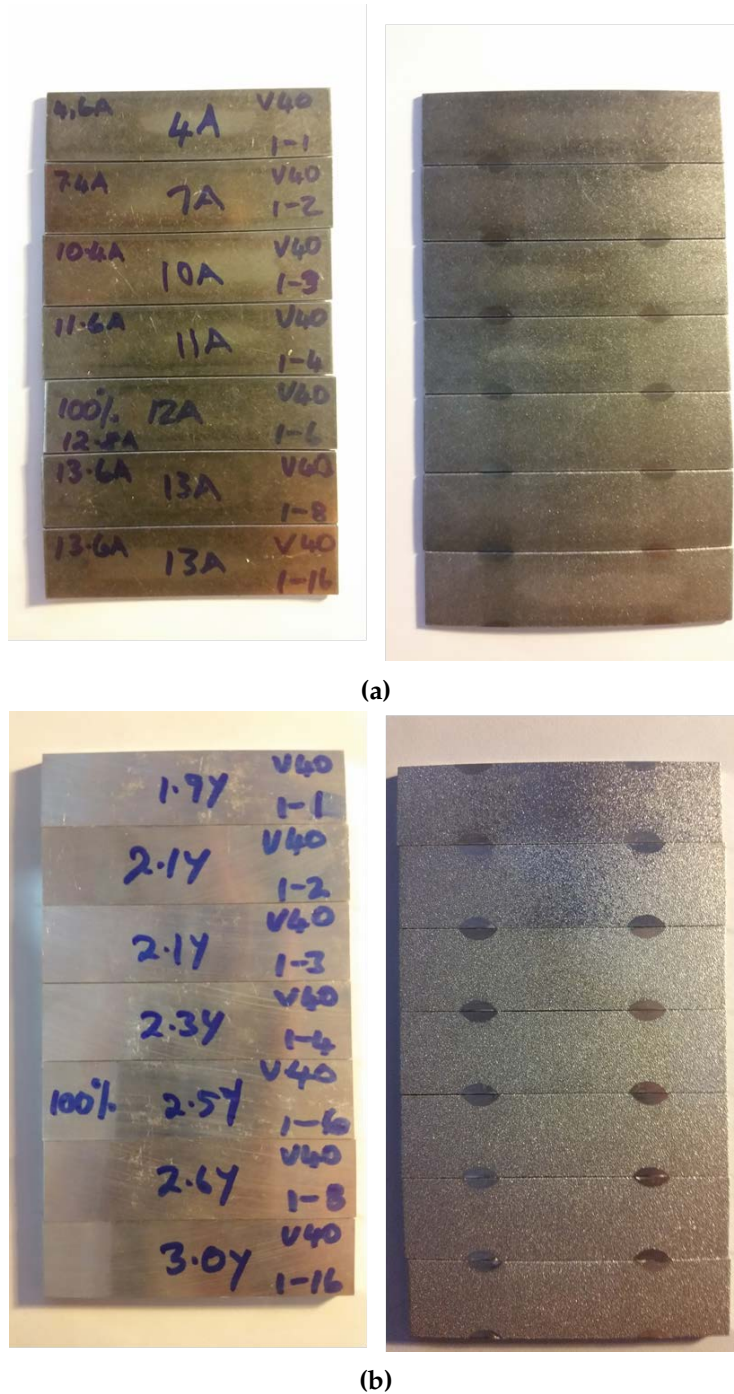 4.6A 4A V40
1-1
7.4A 7A V40
1-2
10.4A 10A V40
1-3
11.6A 11A V40
1-4
100% 12A V40
12.8A 1-6
13.6A 13A V40
1-8
13.6A 13A V40
1-16
(a)
1.9Y V40
1-1
2.1Y V40
1-2
2.1Y V40
1-3
2.3Y V40
1-4
100% 2.5Y V40
1-6
2.6Y V40
1-8
3.0Y V40
1-16
(b)